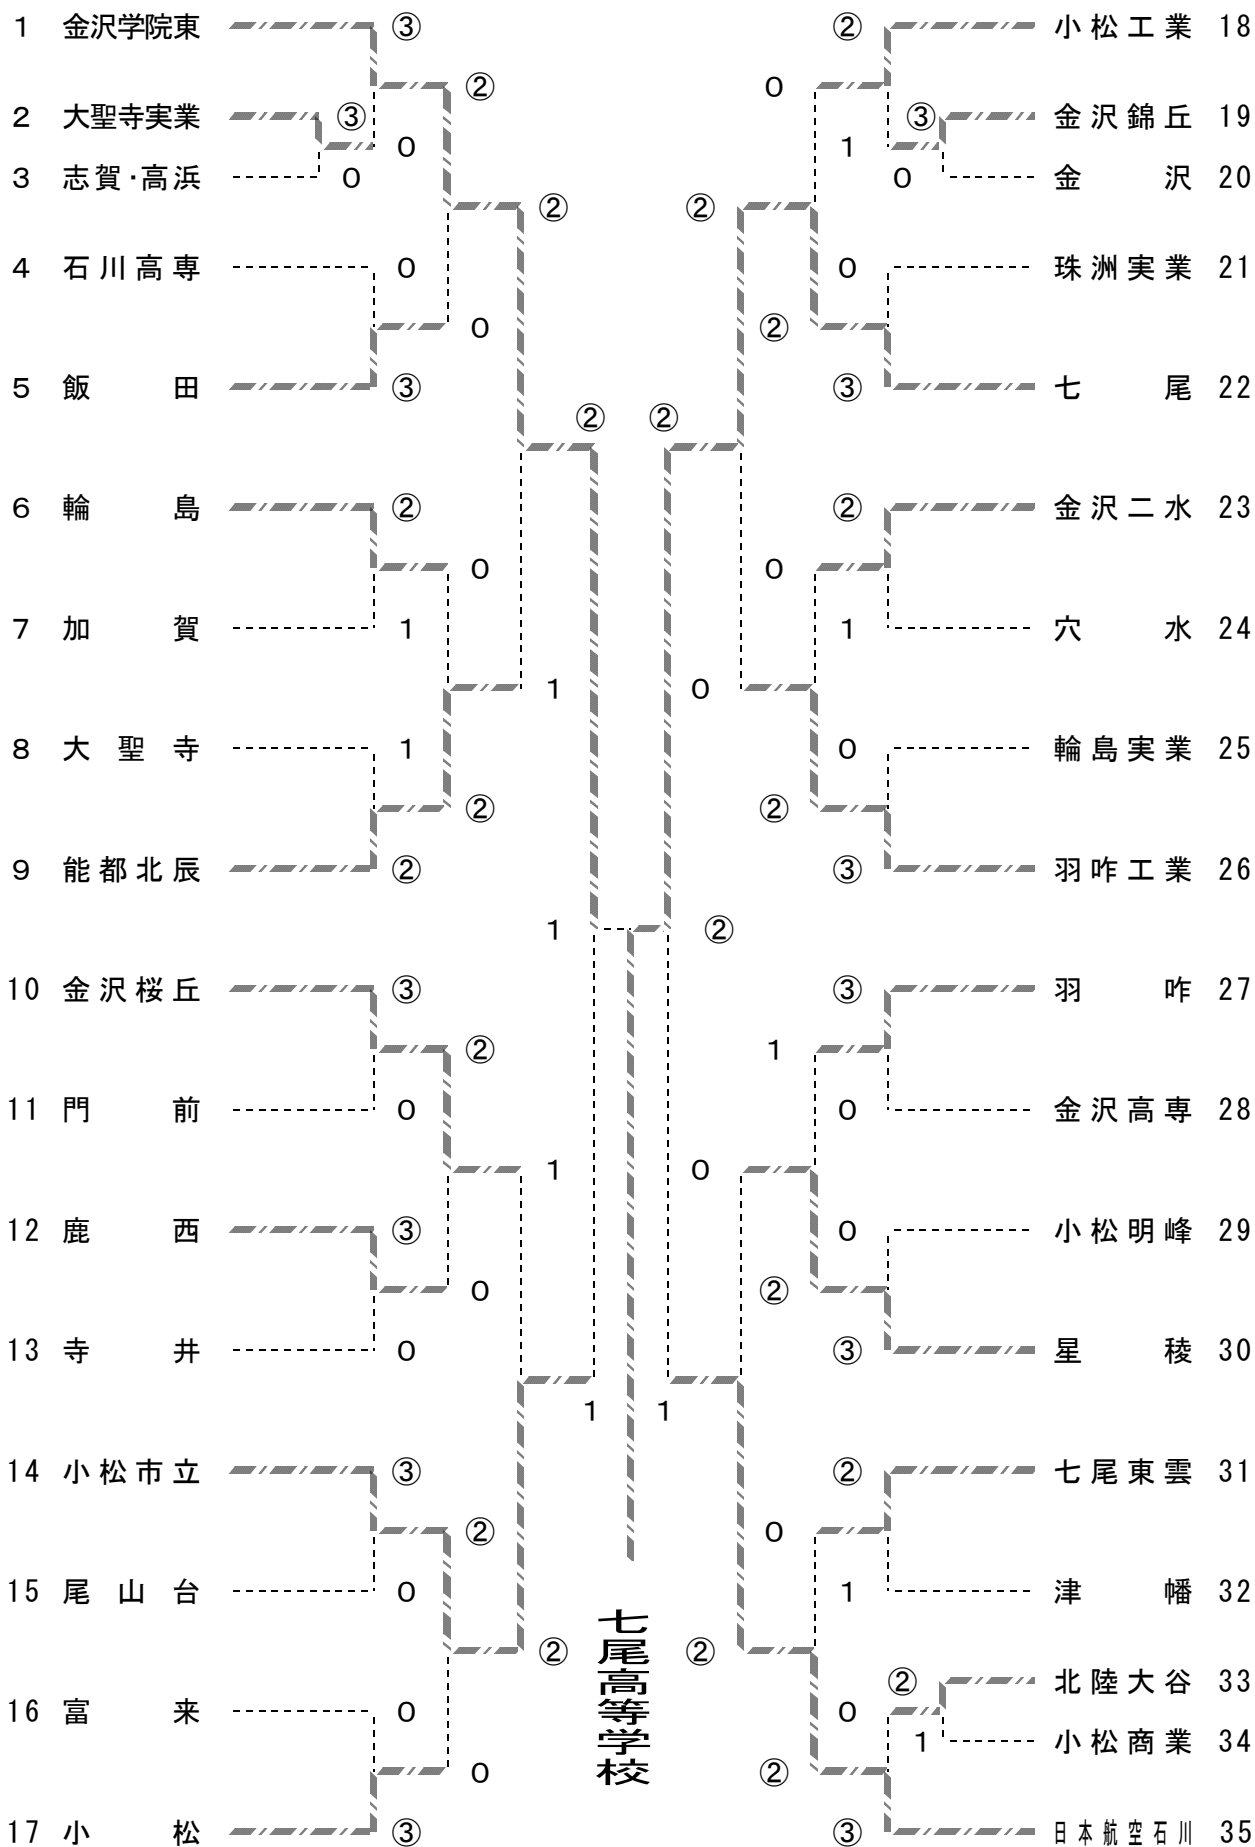 1 金沢学院東 ③ ② 小松工業 18
② 0
2 大聖寺実業 ③ ③ 金沢錦丘 19
0 1
3 志賀・高浜 0 0 金沢 20
② ②
4 石川高専 0 0 珠洲実業 21
0 ②
5 飯田 ③ ③ 七尾 22
② ②
6 輪島 ② ② 金沢二水 23
0 0
7 加賀 1 1 穴水 24
1 0
8 大聖寺 1 0 輪島実業 25
② ②
9 能都北辰 ② ③ 羽咋工業 26
1 ②
10 金沢桜丘 ③ ③ 羽咋 27
② 1
11 門前 0 0 金沢高専 28
1 0
12 鹿西 ③ 0 小松明峰 29
0 ②
13 寺井 0 ③ 星稜 30
1 1
14 小松市立 ③ ② 七尾東雲 31
② 0
15 尾山台 0 1 津幡 32
② ②
② 北陸大谷 33
16 富来 0 0
1 小松商業 34
0 ②
17 小松 ③ ③ 日本航空石川 35
七尾高等学校